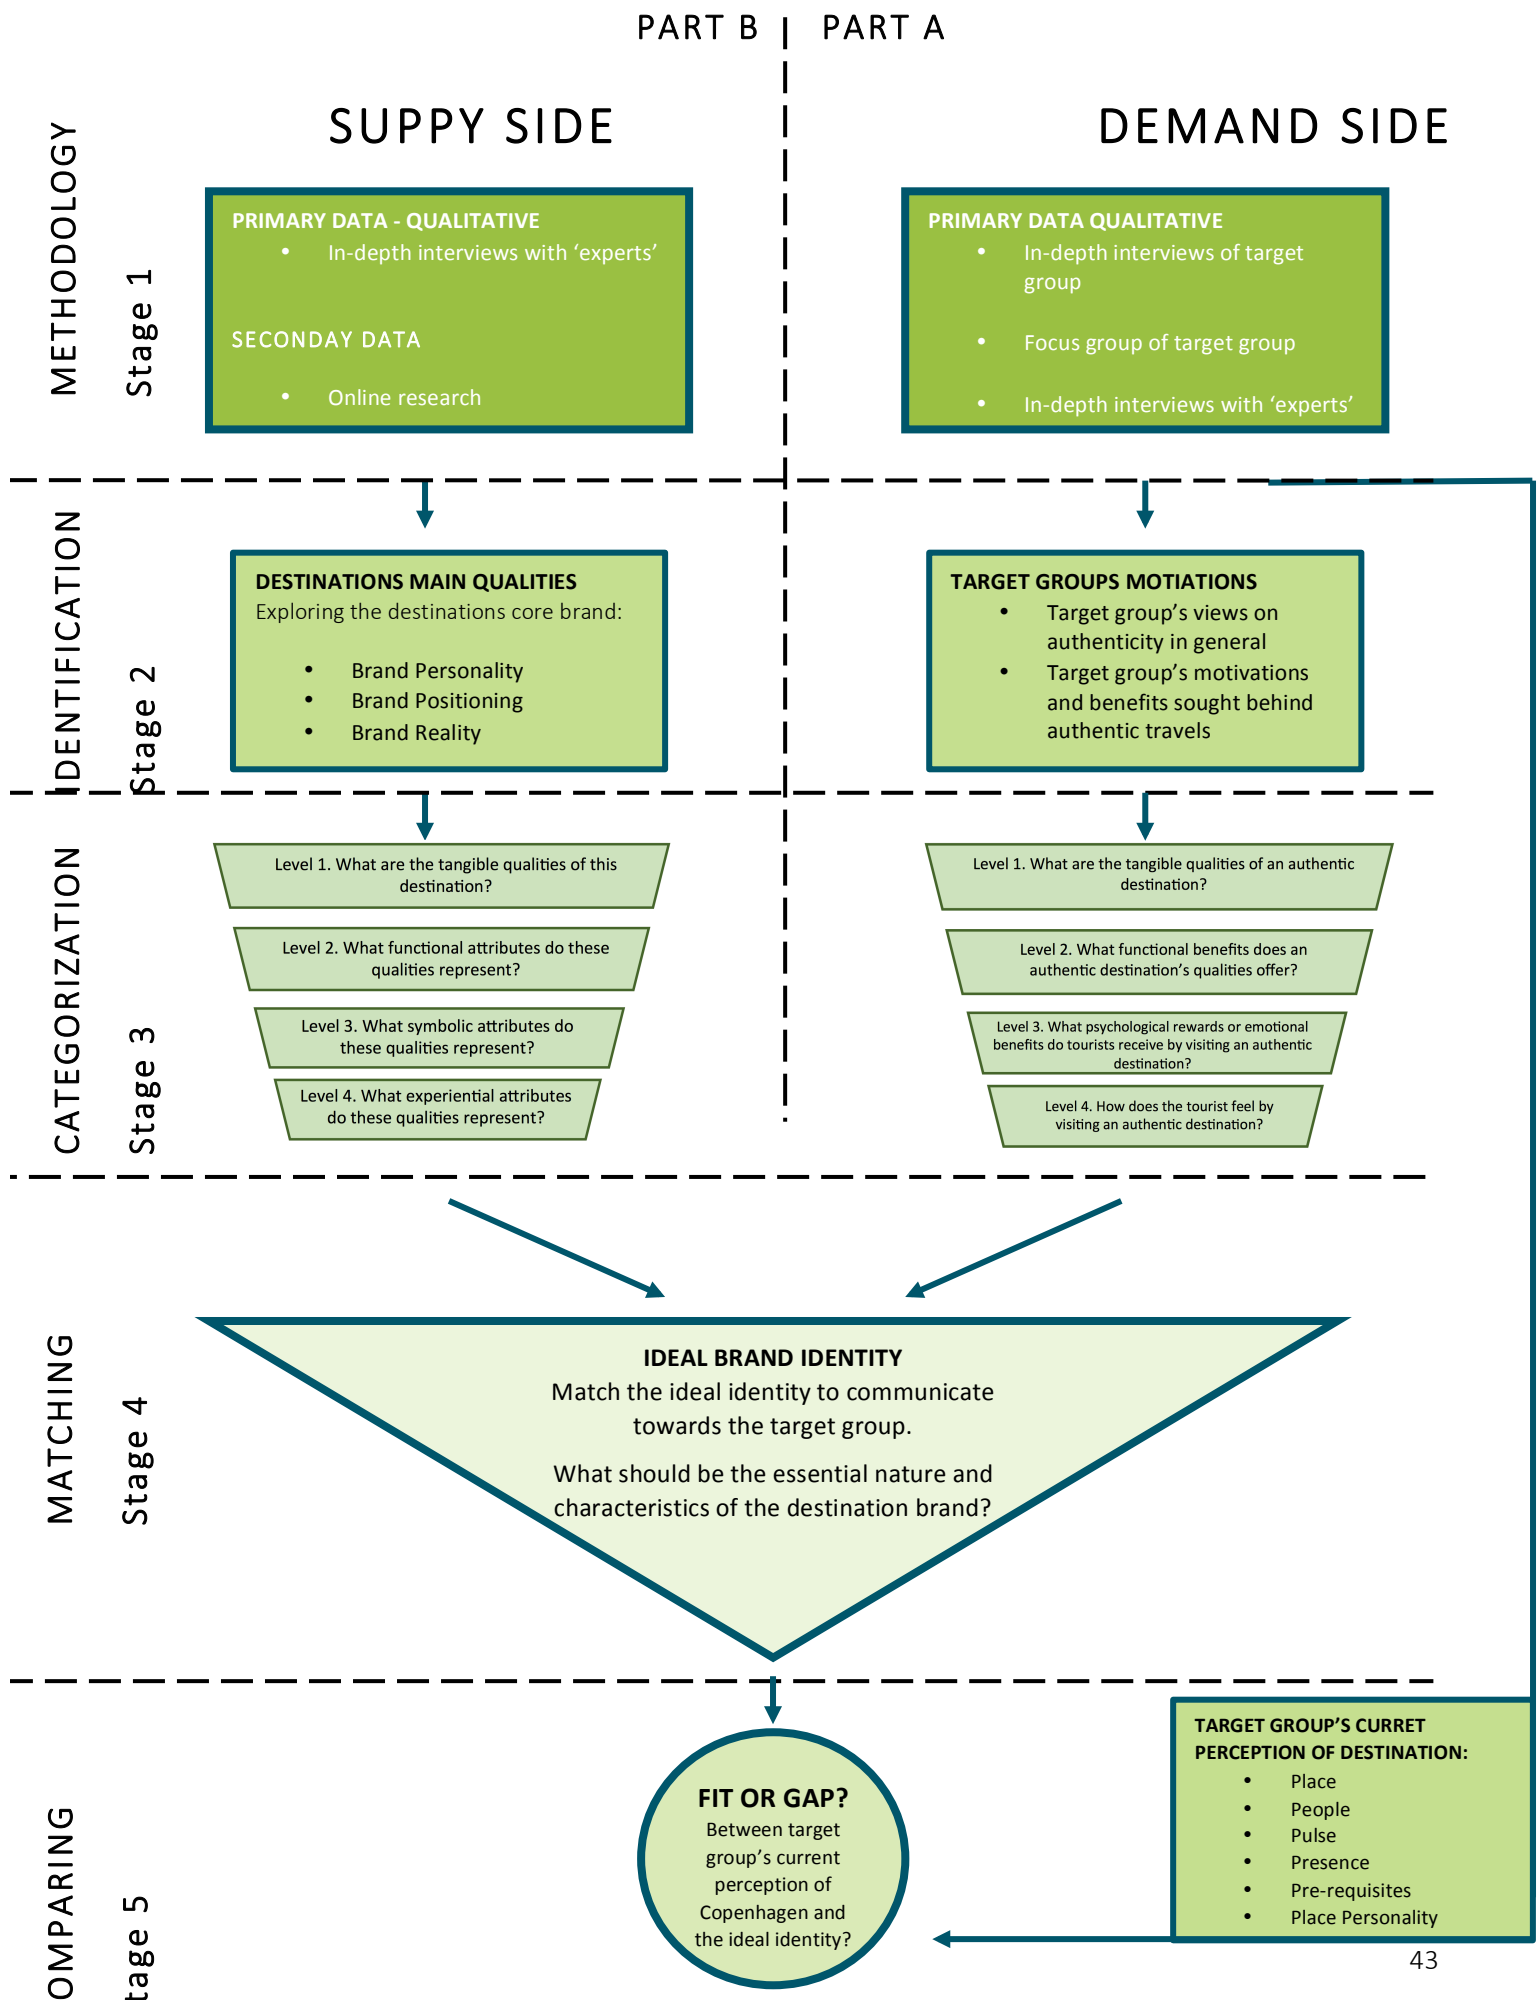 PART B
PART A
SUPPY SIDE
DEMAND SIDE
METHODOLOGY
Stage 1
PRIMARY DATA - QUALITATIVE
• In-depth interviews with ‘experts’
SECONDAY DATA
• Online research
PRIMARY DATA QUALITATIVE
• In-depth interviews of target
group
• Focus group of target group
• In-depth interviews with ‘experts’
IDENTIFICATION
Stage 2
DESTINATIONS MAIN QUALITIES
Exploring the destinations core brand:
• Brand Personality
• Brand Positioning
• Brand Reality
TARGET GROUPS MOTIATIONS
• Target group’s views on
authenticity in general
• Target group’s motivations
and benefits sought behind
authentic travels
CATEGORIZATION
Stage 3
Level 1. What are the tangible qualities of this
destination?
Level 2. What functional attributes do these
qualities represent?
Level 3. What symbolic attributes do
these qualities represent?
Level 4. What experiential attributes
do these qualities represent?
Level 1. What are the tangible qualities of an authentic
destination?
Level 2. What functional benefits does an
authentic destination’s qualities offer?
Level 3. What psychological rewards or emotional
benefits do tourists receive by visiting an authentic
destination?
Level 4. How does the tourist feel by
visiting an authentic destination?
MATCHING
Stage 4
IDEAL BRAND IDENTITY
Match the ideal identity to communicate
towards the target group.
What should be the essential nature and
characteristics of the destination brand?
OMPARING
tage 5
FIT OR GAP?
Between target
group’s current
perception of
Copenhagen and
the ideal identity?
TARGET GROUP’S CURRET
PERCEPTION OF DESTINATION:
• Place
• People
• Pulse
• Presence
• Pre-requisites
• Place Personality
43